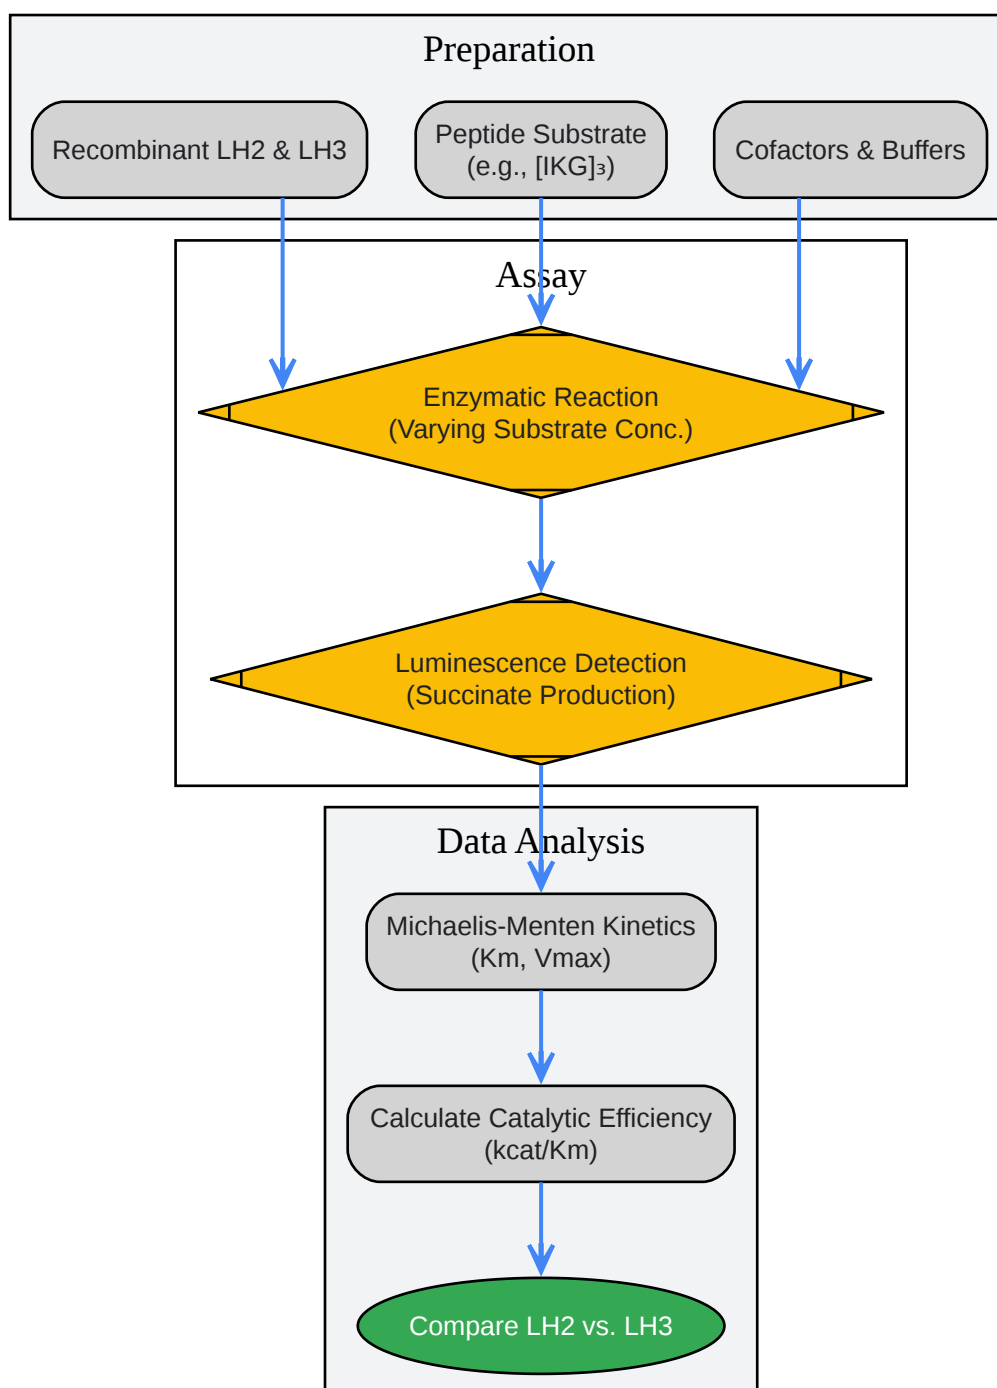 Preparation
Recombinant LH2 & LH3
Peptide Substrate
(e.g., [IKG]₃)
Cofactors & Buffers
Assay
Enzymatic Reaction
(Varying Substrate Conc.)
Luminescence Detection
(Succinate Production)
Data Analysis
Michaelis-Menten Kinetics
(Km, Vmax)
Calculate Catalytic Efficiency
(kcat/Km)
Compare LH2 vs. LH3